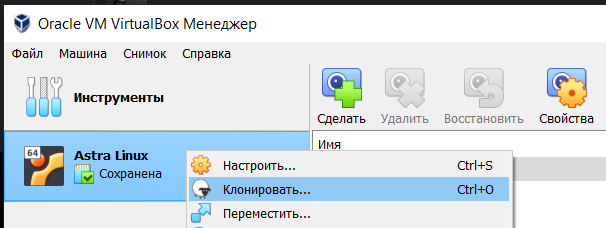 Oracle VM VirtualBox Менеджер
Файл Машина Снимок Справка
Инструменты
Сделать Удалить Восстановить Свойства
Имя
64
Astra Linux
Сохранена
Настроить... Ctrl+S
Клонировать... Ctrl+O
Переместить...